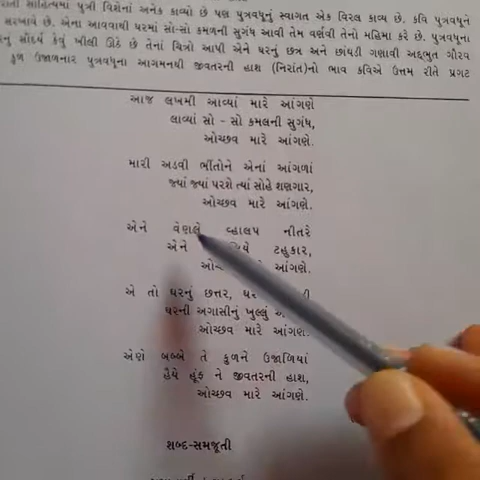 સાહિત્યમાં પુત્રી વિશેનાં અનેક કાવ્યો છે પણ પુત્રવધૂનું સ્વાગત એક વિરલ કાવ્ય છે. કવિ પુત્રવધૂને
સરખાવે છે. એના આવવાથી ઘરમાં સો-સો કમળની સુગંધ આવી તેમ વર્ણવી તેનો મહિમા કરે છે. પુત્રવધૂના
સૌંદર્ય કેવું ખીલી ઊઠે છે તેનાં ચિત્રો આપી એને ઘરનું છત્ર અને છાંયડી ગણાવી અદ્ભુત ગૌરવ
કુળ ઉજાળનાર પુત્રવધૂના આગમનથી જીવતરની હાશ (નિરાંત)નો ભાવ કવિએ ઉત્તમ રીતે પ્રગટ
આજ લખમી આવ્યાં મારે આંગણે
લાવ્યાં સો - સો કમલની સુગંધ,
ઓચ્છવ મારે આંગણે.
મારી અડવી ભીંતોને એનાં આંગળાં
જ્યાં જ્યાં પરશે ત્યાં સોહે શણગાર,
ઓચ્છવ મારે આંગણે.
એને વેણલે વ્હાલપ નીતરે
એને ટહુકાર,
આંગણે.
એ તો ઘરનું છત્તર,
ઘરની અગાસીનું ખુલ્લું
ઓચ્છવ મારે આંગણે.
એણે બબ્બે તે કુળને ઉજાળિયાં
હૈયે હૂંફ ને જીવતરની હાશ,
ઓચ્છવ મારે આંગણે.
શબ્દ-સમજૂતી